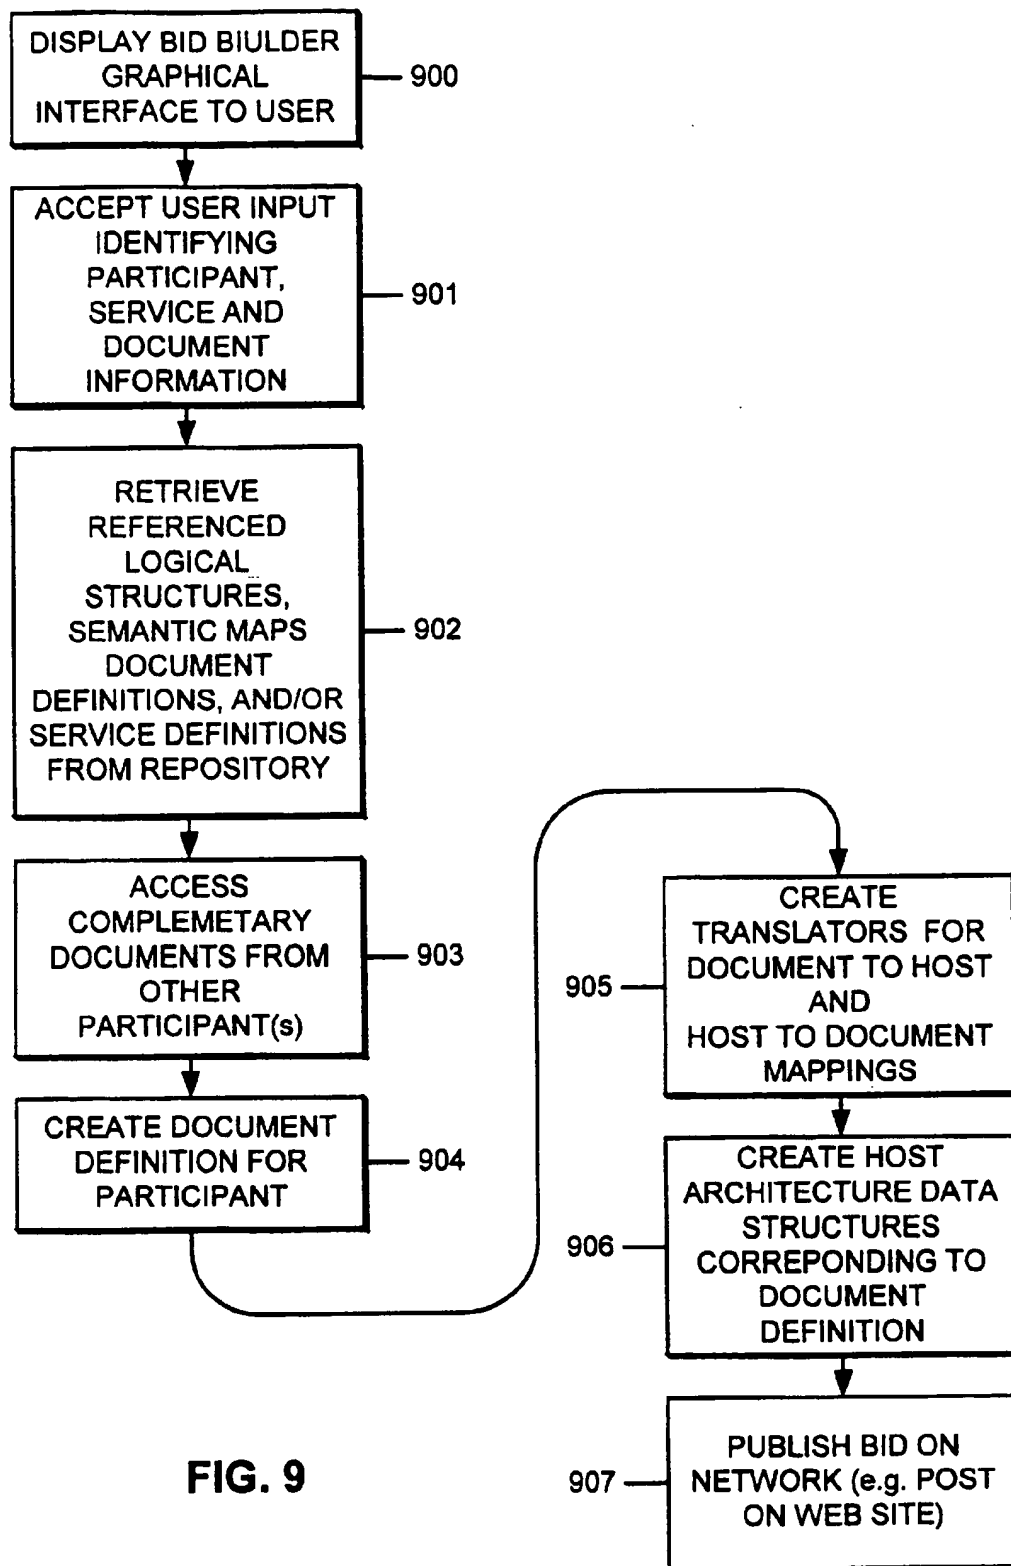 DISPLAY BID BIULDER
GRAPHICAL
INTERFACE TO USER
900
ACCEPT USER INPUT
IDENTIFYING
PARTICIPANT,
SERVICE AND
DOCUMENT
INFORMATION
901
RETRIEVE
REFERENCED
LOGICAL
STRUCTURES,
SEMANTIC MAPS
DOCUMENT
DEFINITIONS, AND/OR
SERVICE DEFINITIONS
FROM REPOSITORY
902
ACCESS
COMPLEMETARY
DOCUMENTS FROM
OTHER
PARTICIPANT(s)
903
CREATE DOCUMENT
DEFINITION FOR
PARTICIPANT
904
CREATE
TRANSLATORS FOR
DOCUMENT TO HOST
AND
HOST TO DOCUMENT
MAPPINGS
905
CREATE HOST
ARCHITECTURE DATA
STRUCTURES
CORREPONDING TO
DOCUMENT
DEFINITION
906
PUBLISH BID ON
NETWORK (e.g. POST
ON WEB SITE)
907
FIG. 9